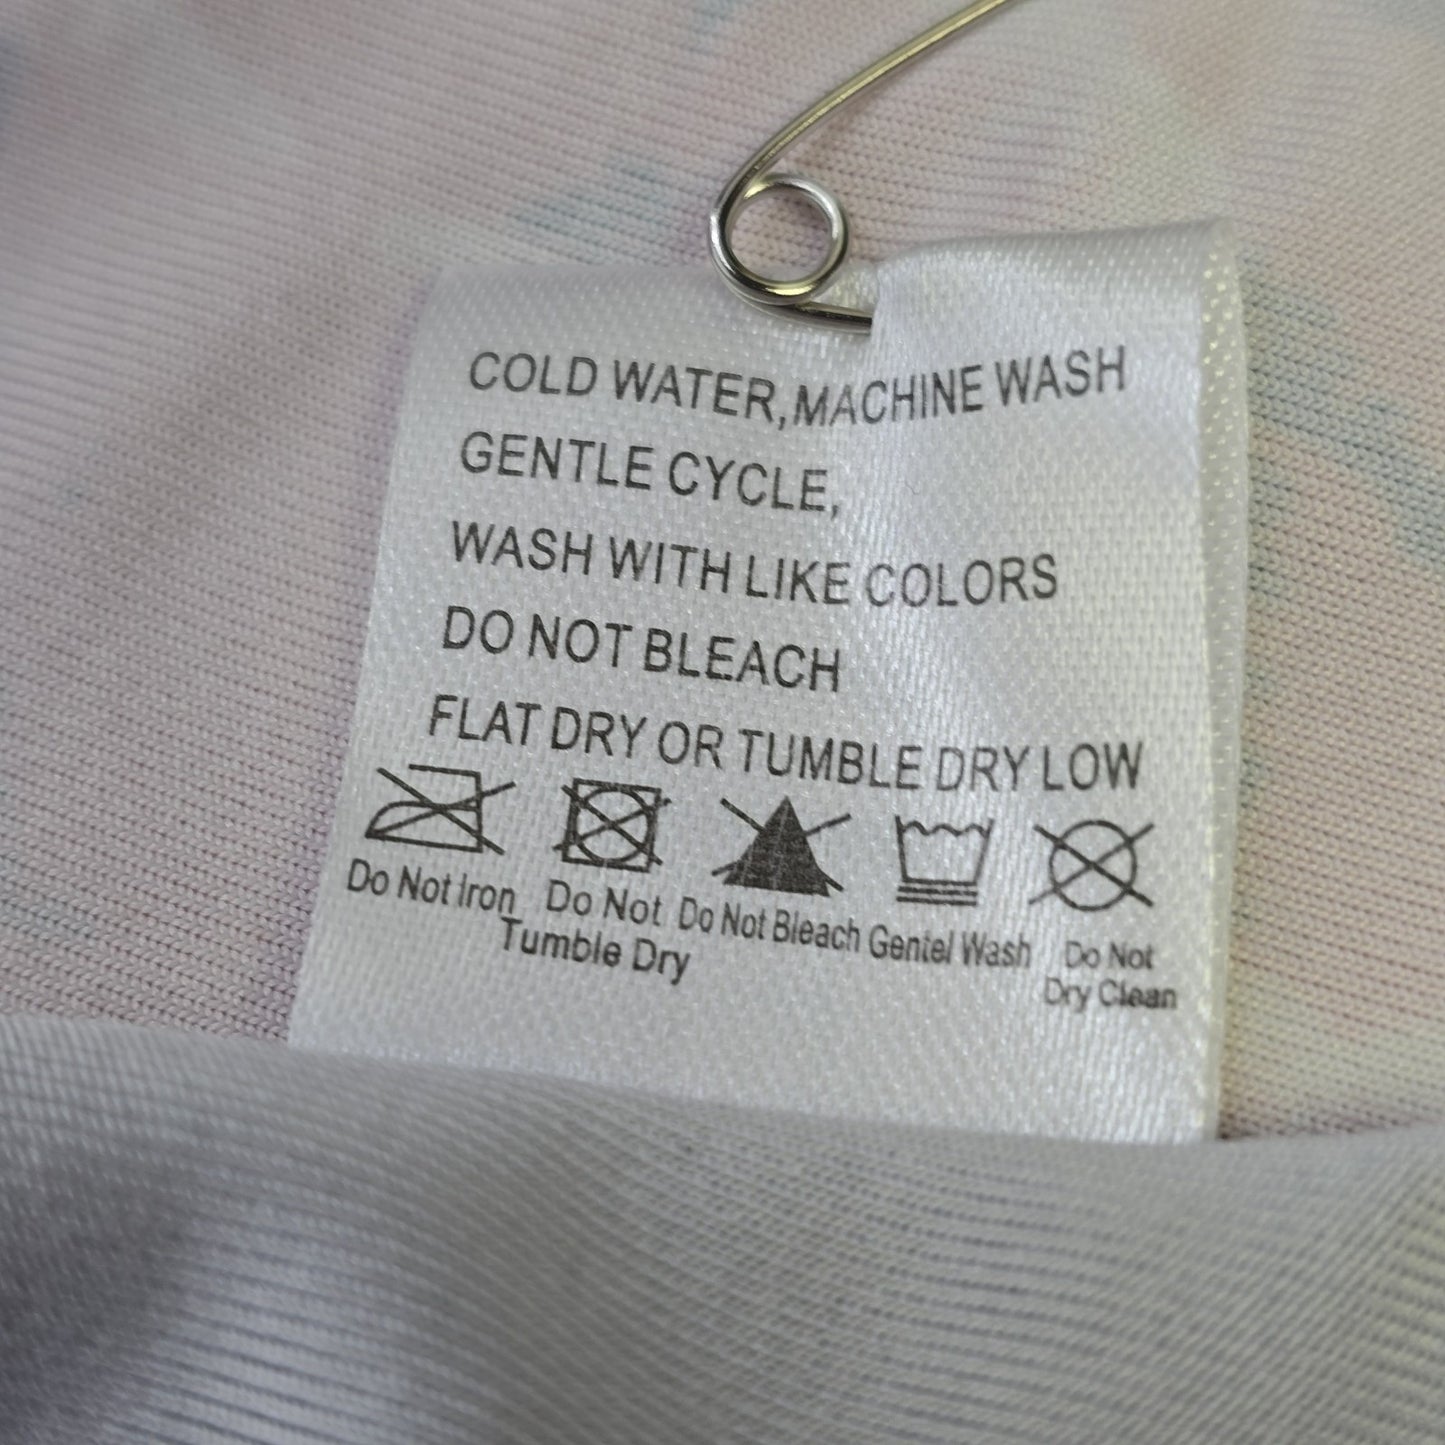 COLD WATER,MACHINE WASH
GENTLE CYCLE,
WASH WITH LIKE COLORS
DO NOT BLEACH
FLAT DRY OR TUMBLE DRY LOW
Do Not Iron
Do Not
Tumble Dry
Do Not Bleach
Gentel Wash
Do Not
Dry Clean